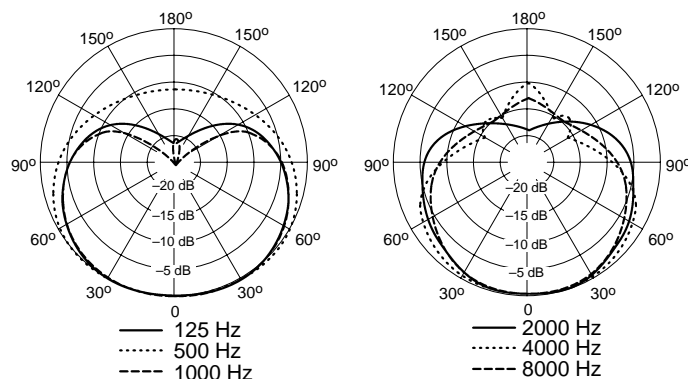 180º
150º
150º
120º
120º
90º
90º
60º
60º
30º
30º
0
–20 dB
–15 dB
–10 dB
–5 dB
125 Hz
500 Hz
1000 Hz
180º
150º
150º
120º
120º
90º
90º
60º
60º
30º
30º
0
–20 dB
–15 dB
–10 dB
–5 dB
2000 Hz
4000 Hz
8000 Hz